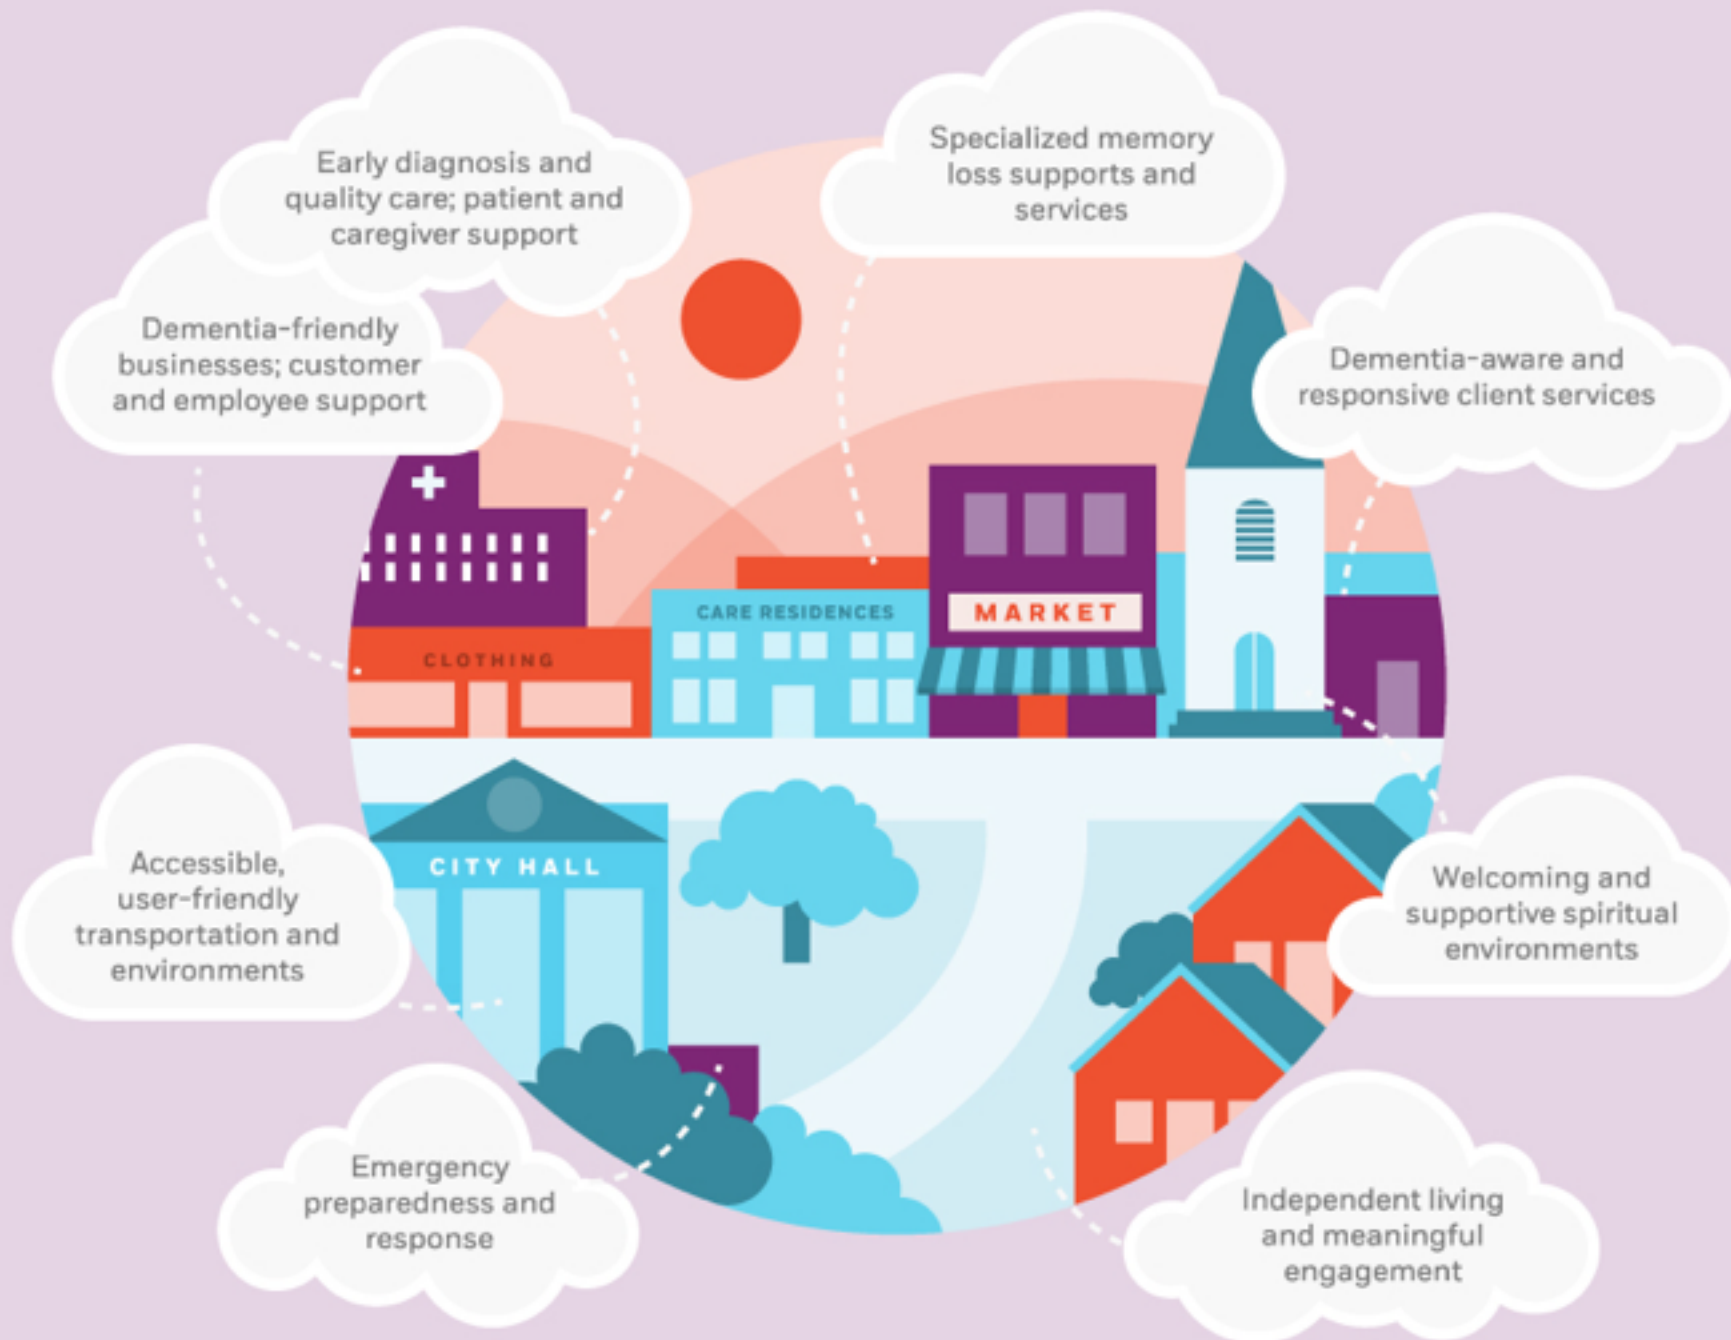 Early diagnosis and
quality care; patient and
caregiver support
Specialized memory
loss supports and
services
Dementia-friendly
businesses; customer
and employee support
Dementia-aware and
responsive client services
CLOTHING
CARE RESIDENCES
MARKET
CITY HALL
Accessible,
user-friendly
transportation and
environments
Welcoming and
supportive spiritual
environments
Emergency
preparedness and
response
Independent living
and meaningful
engagement